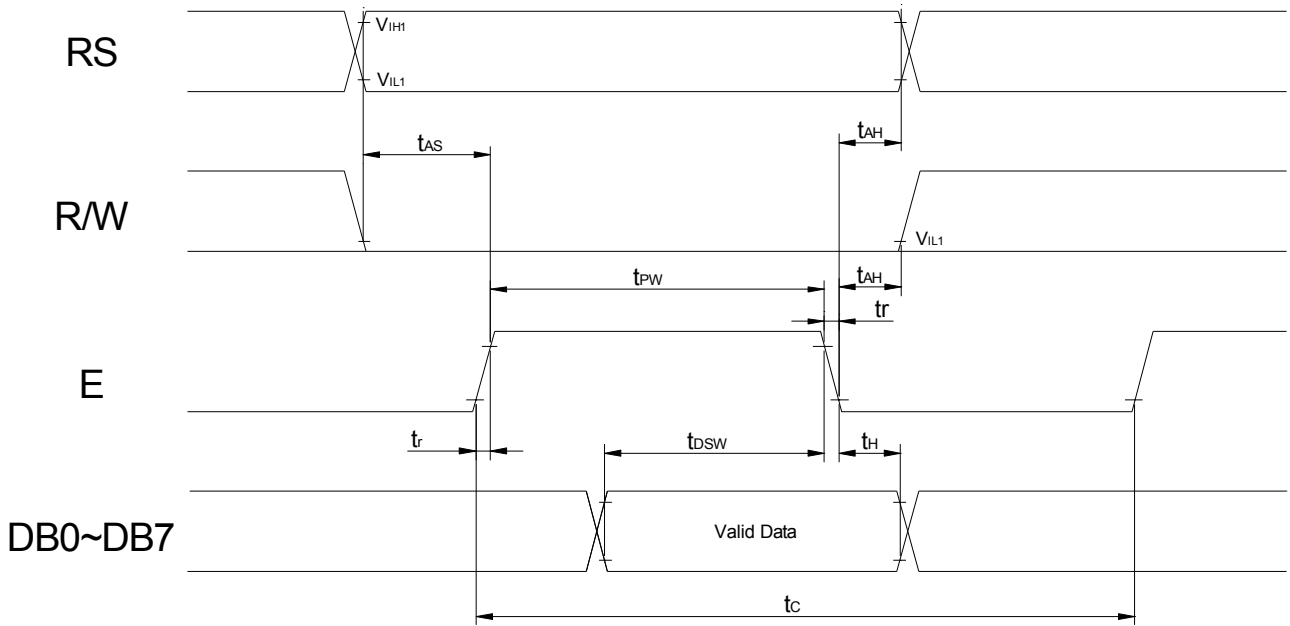 RS
VIH1
VIL1
tAS
tAH
R/W
VIL1
tPW
tAH
tr
E
tr
tDSW
tH
DB0~DB7
Valid Data
tC